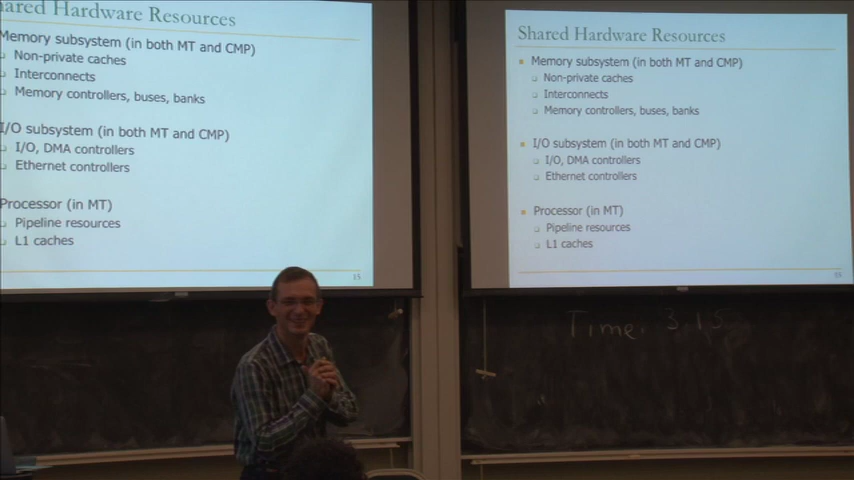 Shared Hardware Resources
Memory subsystem (in both MT and CMP)
Non-private caches
Interconnects
Memory controllers, buses, banks
I/O subsystem (in both MT and CMP)
I/O, DMA controllers
Ethernet controllers
Processor (in MT)
Pipeline resources
L1 caches
15
Shared Hardware Resources
Memory subsystem (in both MT and CMP)
Non-private caches
Interconnects
Memory controllers, buses, banks
I/O subsystem (in both MT and CMP)
I/O, DMA controllers
Ethernet controllers
Processor (in MT)
Pipeline resources
L1 caches
15
Time: 3.15